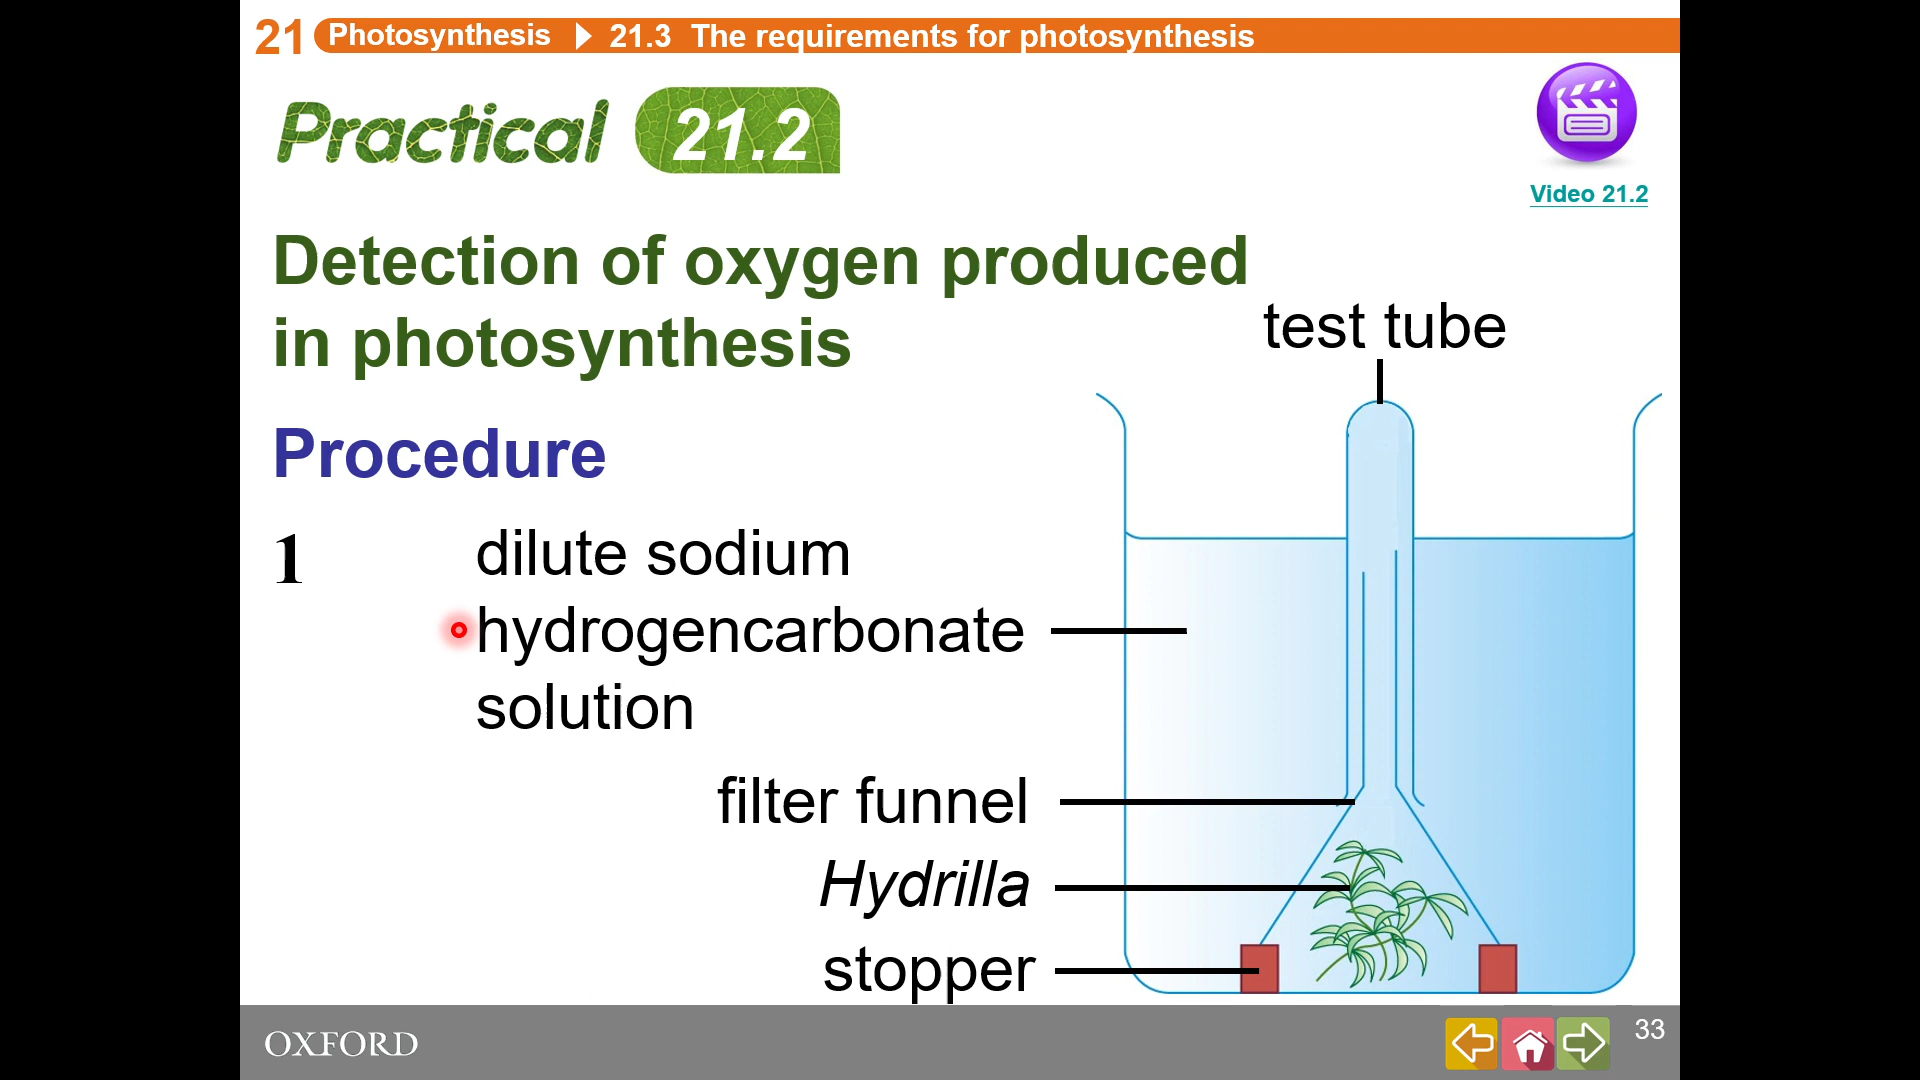 21 Photosynthesis 21.3 The requirements for photosynthesis
Practical 21.2
Video 21.2
Detection of oxygen produced
in photosynthesis
test tube
Procedure
1 dilute sodium
hydrogencarbonate
solution
filter funnel
Hydrilla
stopper
OXFORD
33